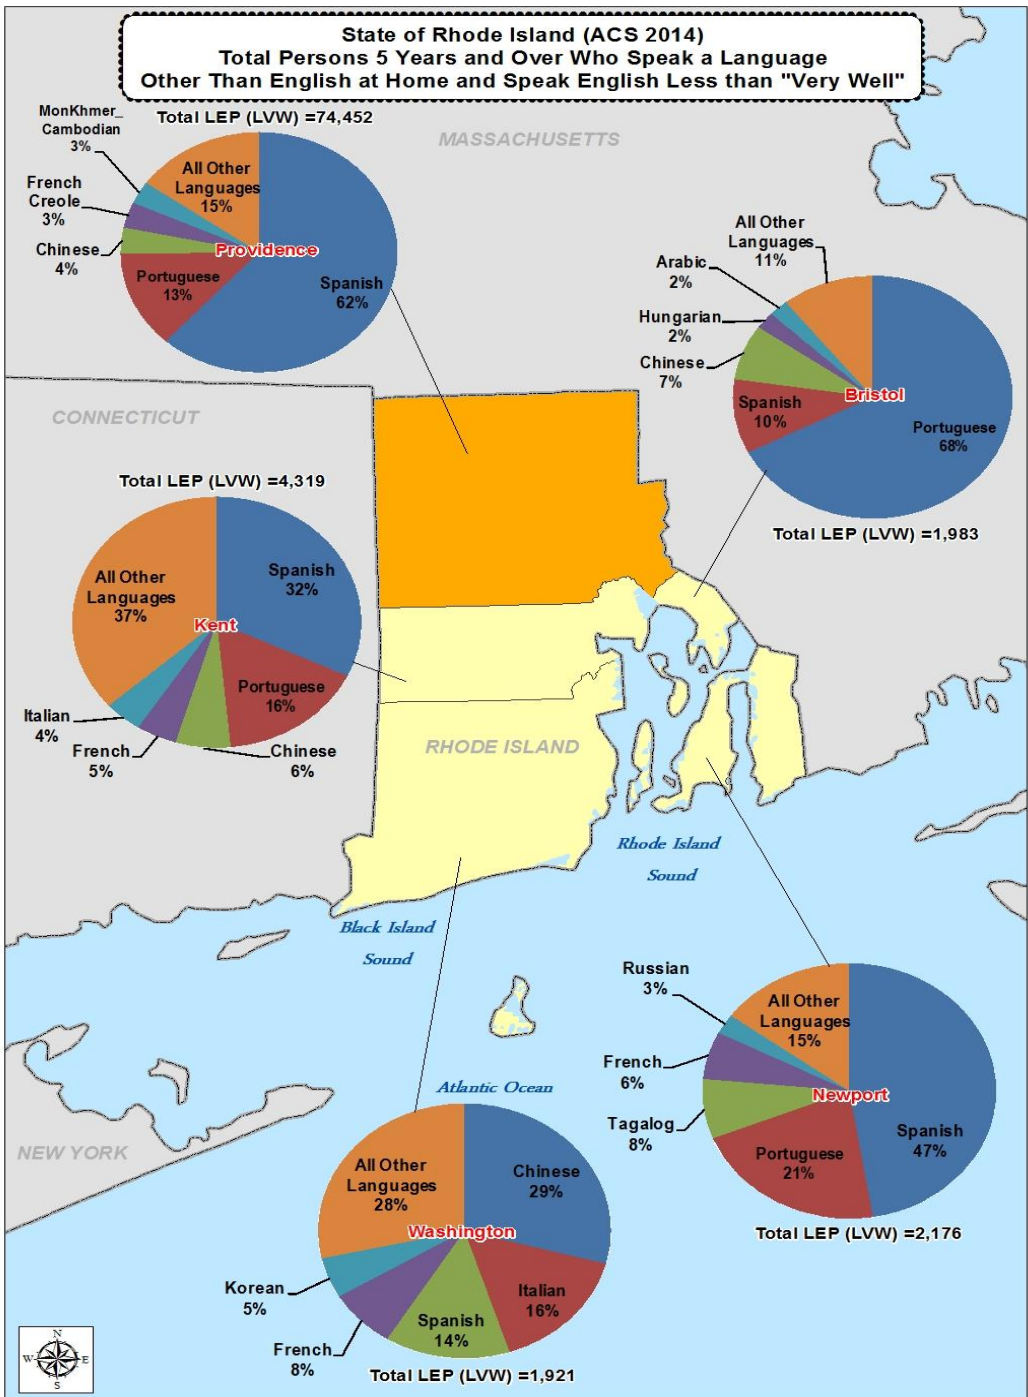 State of Rhode Island (ACS 2014)
Total Persons 5 Years and Over Who Speak a Language
Other Than English at Home and Speak English Less than "Very Well"
Total LEP (LVW) =74,452
MonKhmer_
Cambodian
3%
French
Creole
3%
Chinese
4%
Portuguese
13%
All Other
Languages
15%
Providence
Spanish
62%
MASSACHUSETTS
All Other
Languages
11%
Arabic
2%
Hungarian
2%
Chinese
7%
Spanish
10%
Bristol
Portuguese
68%
Total LEP (LVW) =1,983
CONNECTICUT
Total LEP (LVW) =4,319
All Other
Languages
37%
Spanish
32%
Kent
Portuguese
16%
Italian
4%
French
5%
Chinese
6%
RHODE ISLAND
Rhode Island
Sound
Black Island
Sound
Atlantic Ocean
NEW YORK
Russian
3%
All Other
Languages
15%
French
6%
Newport
Tagalog
8%
Portuguese
21%
Spanish
47%
Total LEP (LVW) =2,176
All Other
Languages
28%
Chinese
29%
Washington
Korean
5%
Italian
16%
Spanish
14%
French
8%
Total LEP (LVW) =1,921
N
W
E
S